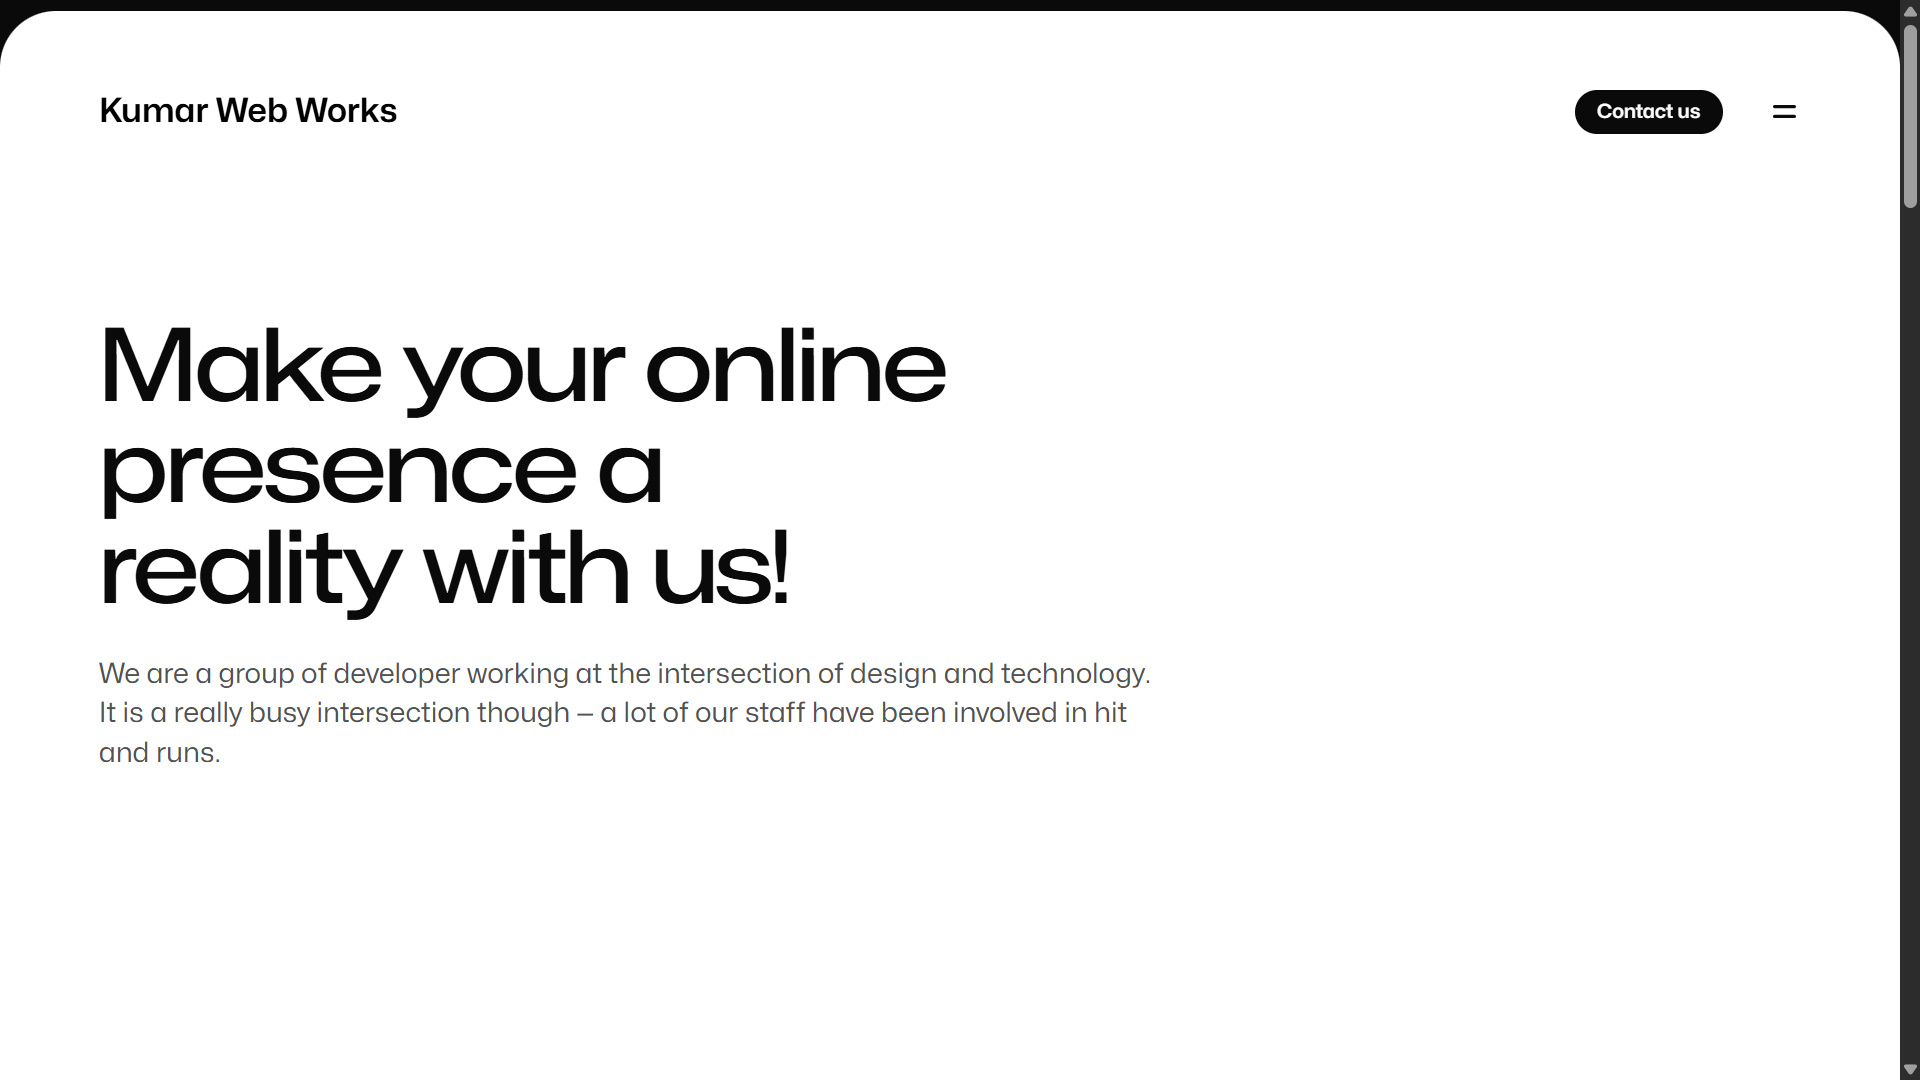 Kumar Web Works
Contact us
Make your online
presence a
reality with us!
We are a group of developer working at the intersection of design and technology.
It is a really busy intersection though – a lot of our staff have been involved in hit
and runs.